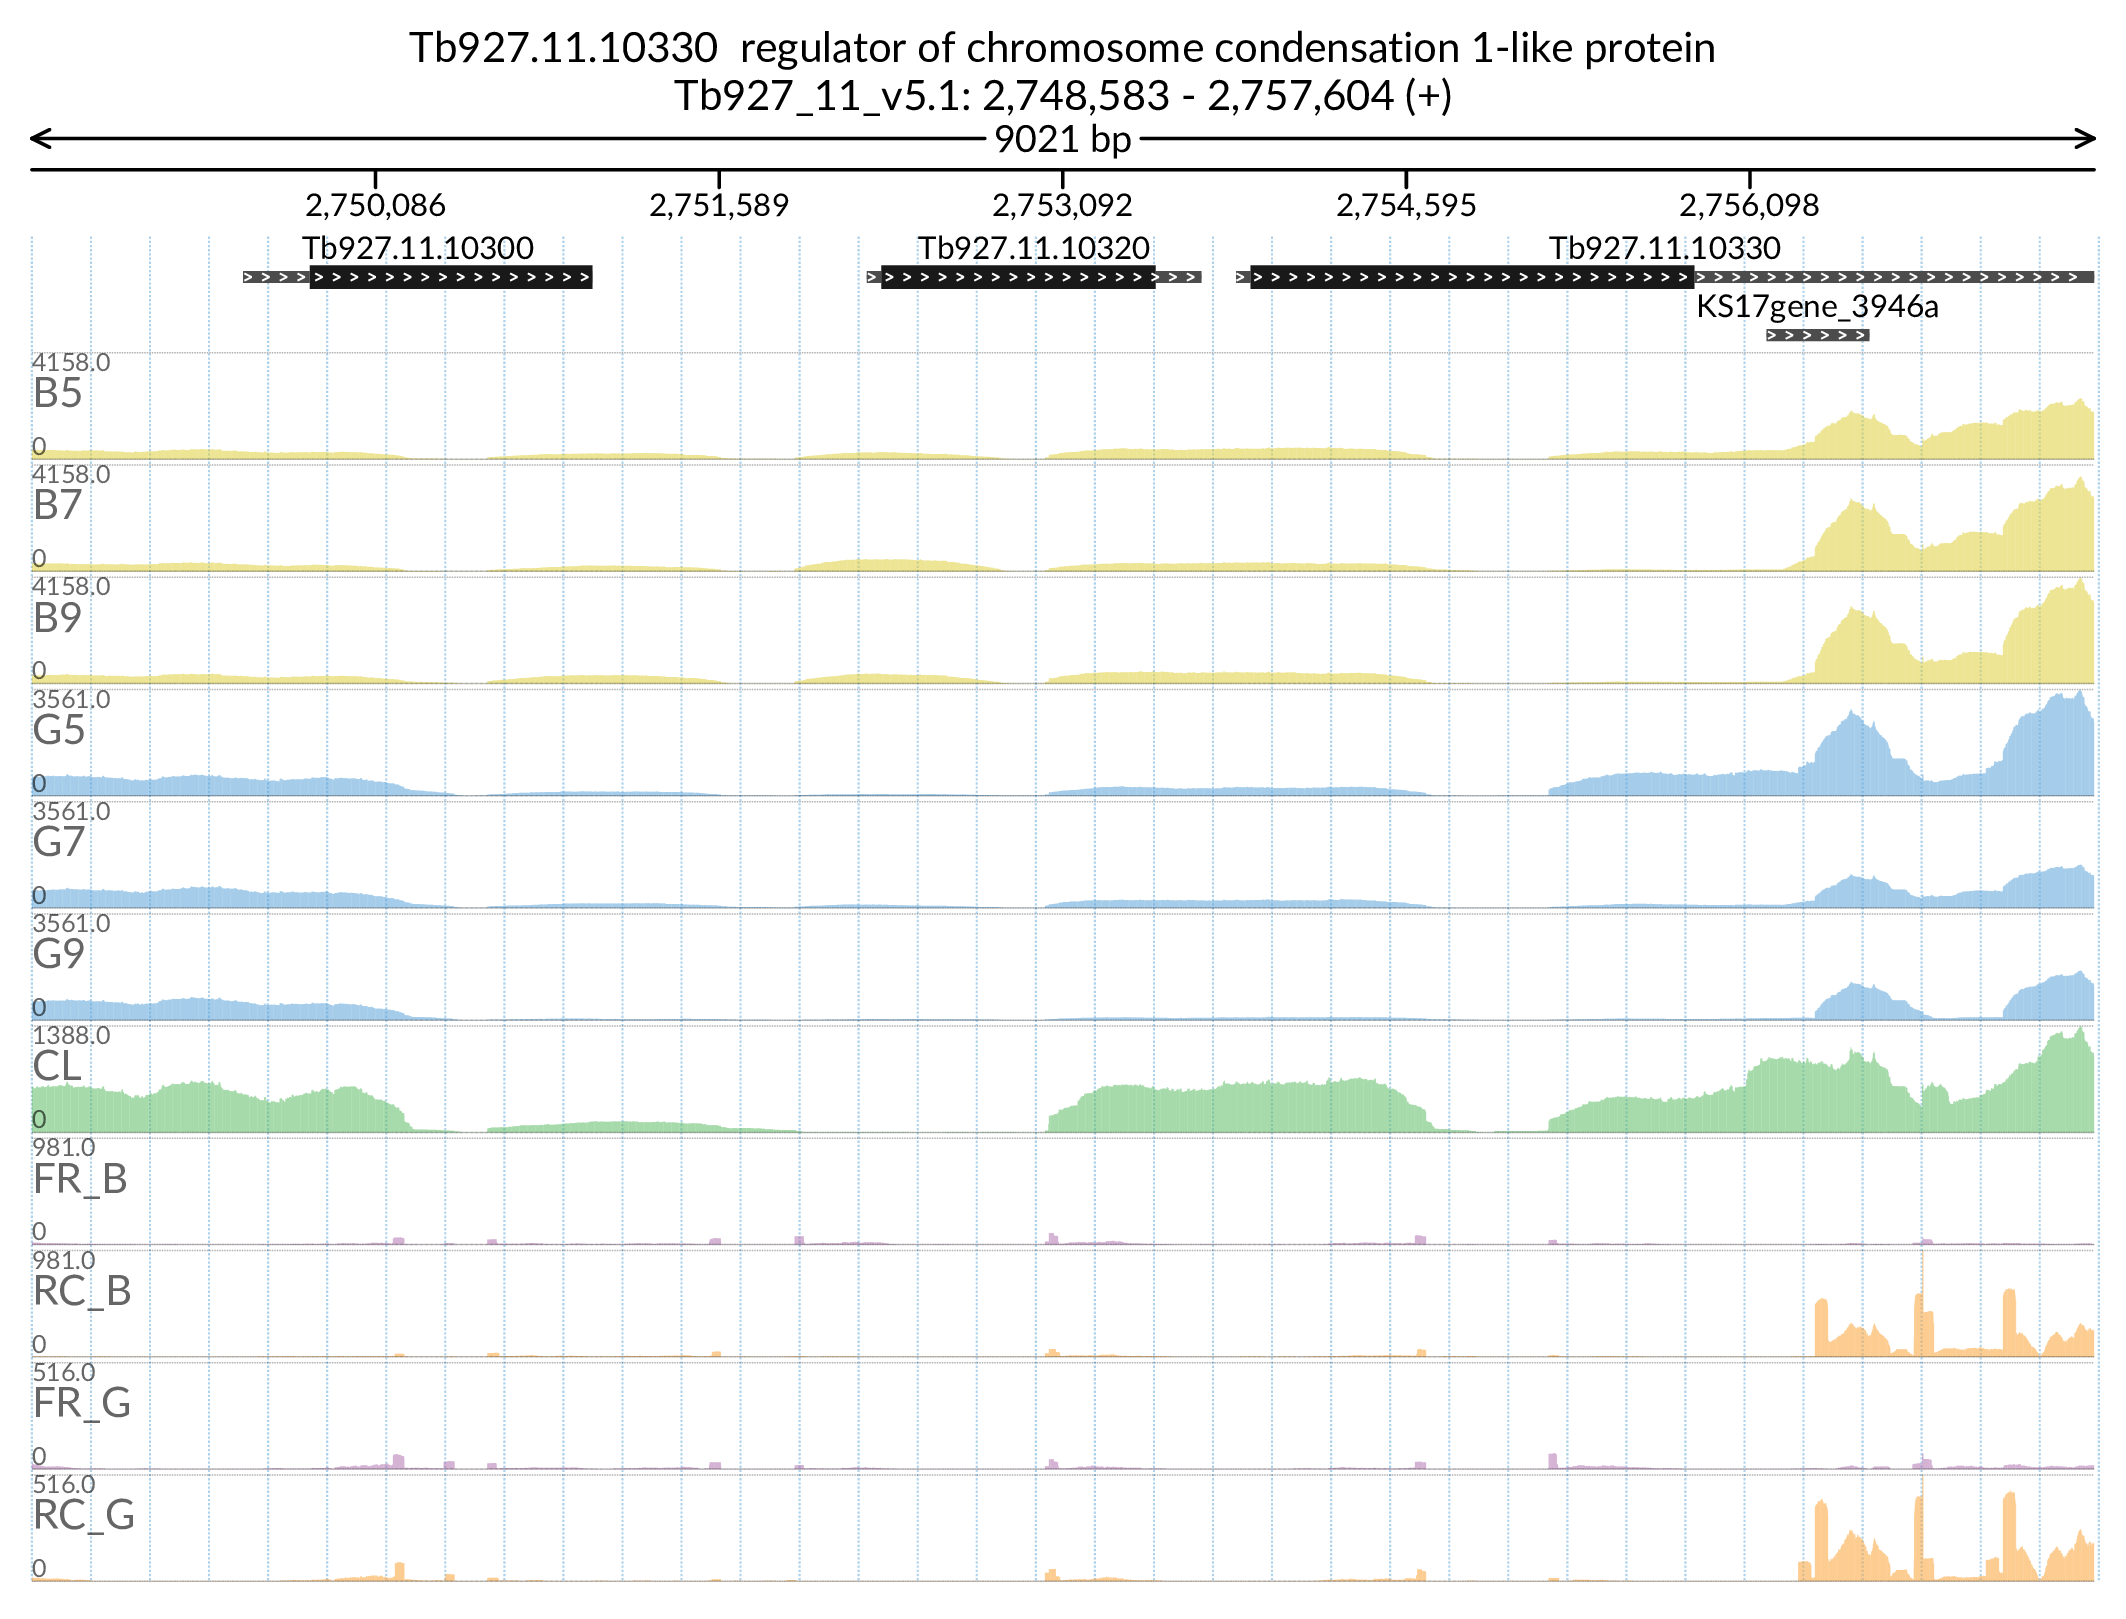 Tb927.11.10330 regulator of chromosome condensation 1-like protein
Tb927_11_v5.1: 2,748,583 - 2,757,604 (+)
9021 bp
2,750,086 2,751,589 2,753,092 2,754,595 2,756,098
Tb927.11.10300 Tb927.11.10320 Tb927.11.10330
KS17gene_3946a
4158.0
B5
0
4158.0
B7
0
4158.0
B9
0
3561.0
G5
0
3561.0
G7
0
3561.0
G9
0
1388.0
CL
0
981.0
FR_B
0
981.0
RC_B
0
516.0
FR_G
0
516.0
RC_G
0